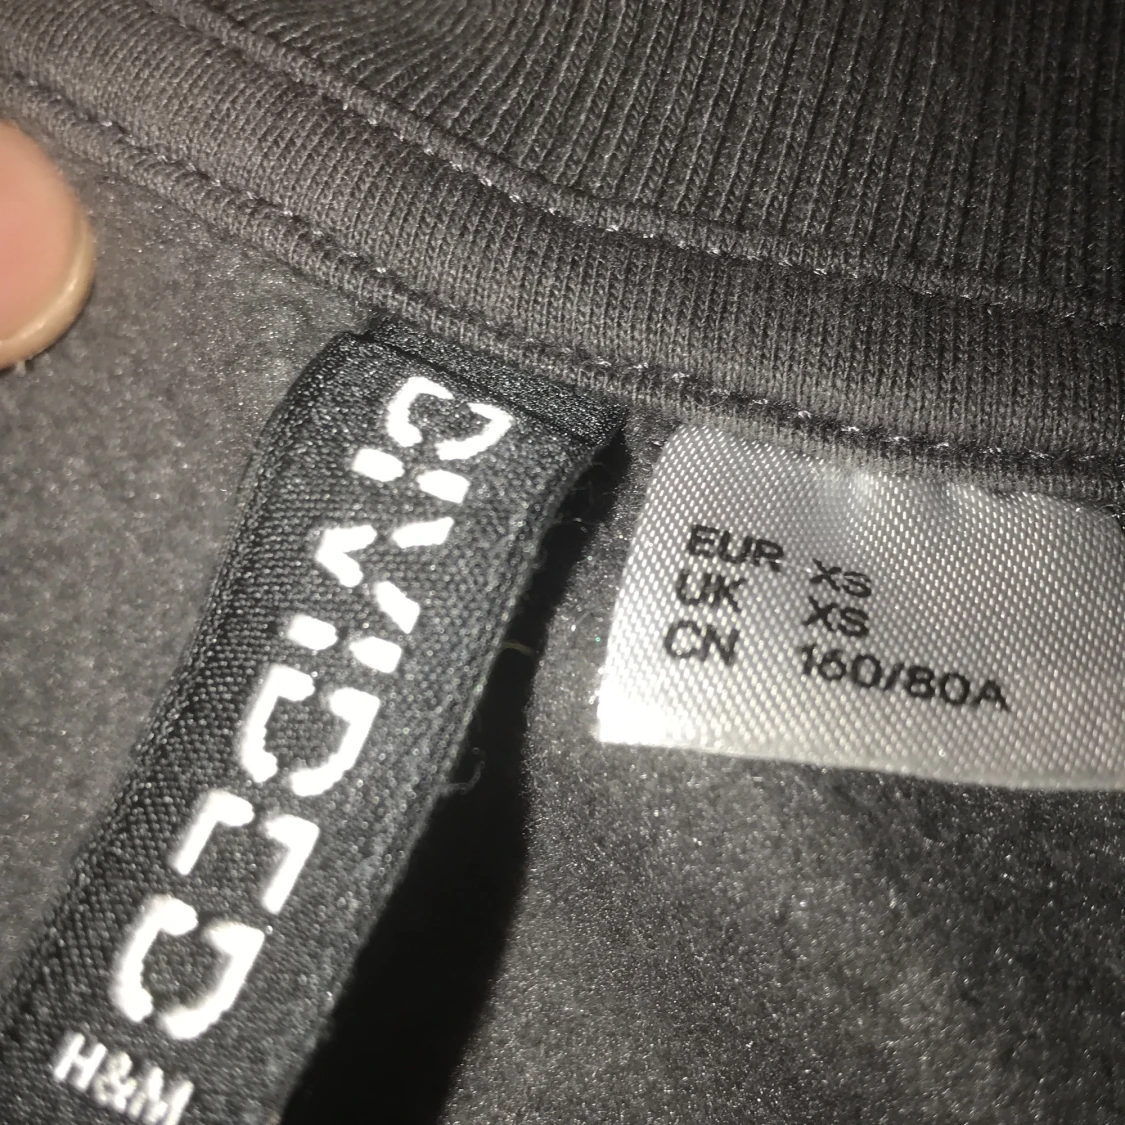 DIVIDED
H&M
EUR XS
UK XS
CN 160/80A